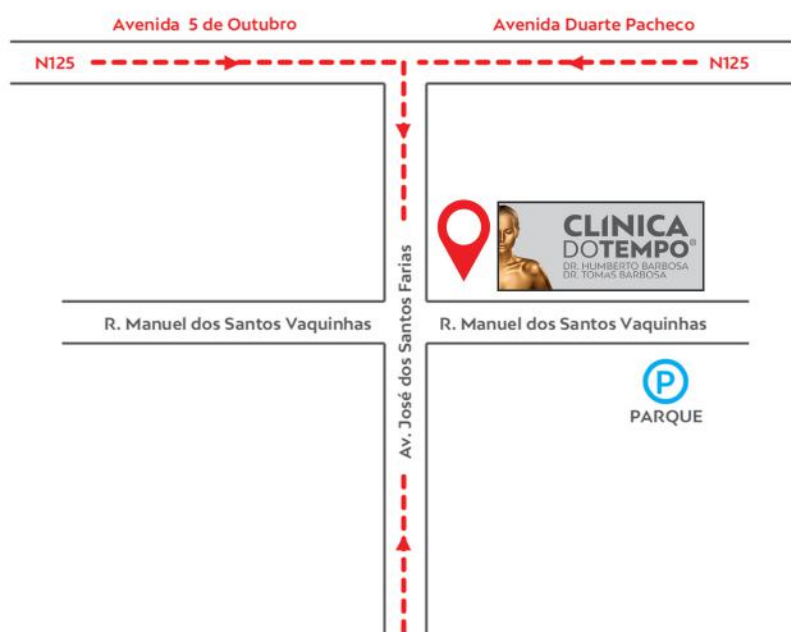 Avenida 5 de Outubro
Avenida Duarte Pacheco
N125
N125
Av. José dos Santos Farias
CLINICA
DOTEMPO®
DR. HUMBERTO BARBOSA
DR. TOMAS BARBOSA
R. Manuel dos Santos Vaquinhas
R. Manuel dos Santos Vaquinhas
P
PARQUE